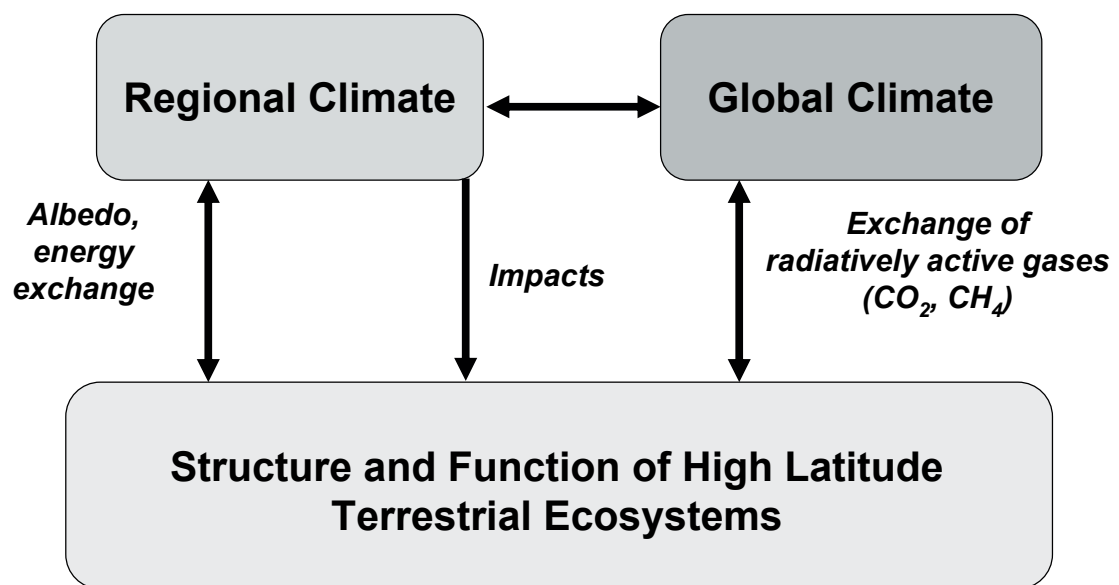 Regional Climate
Global Climate
Albedo,
energy
exchange
Impacts
Exchange of
radiatively active gases
(CO₂, CH₄)
Structure and Function of High Latitude
Terrestrial Ecosystems